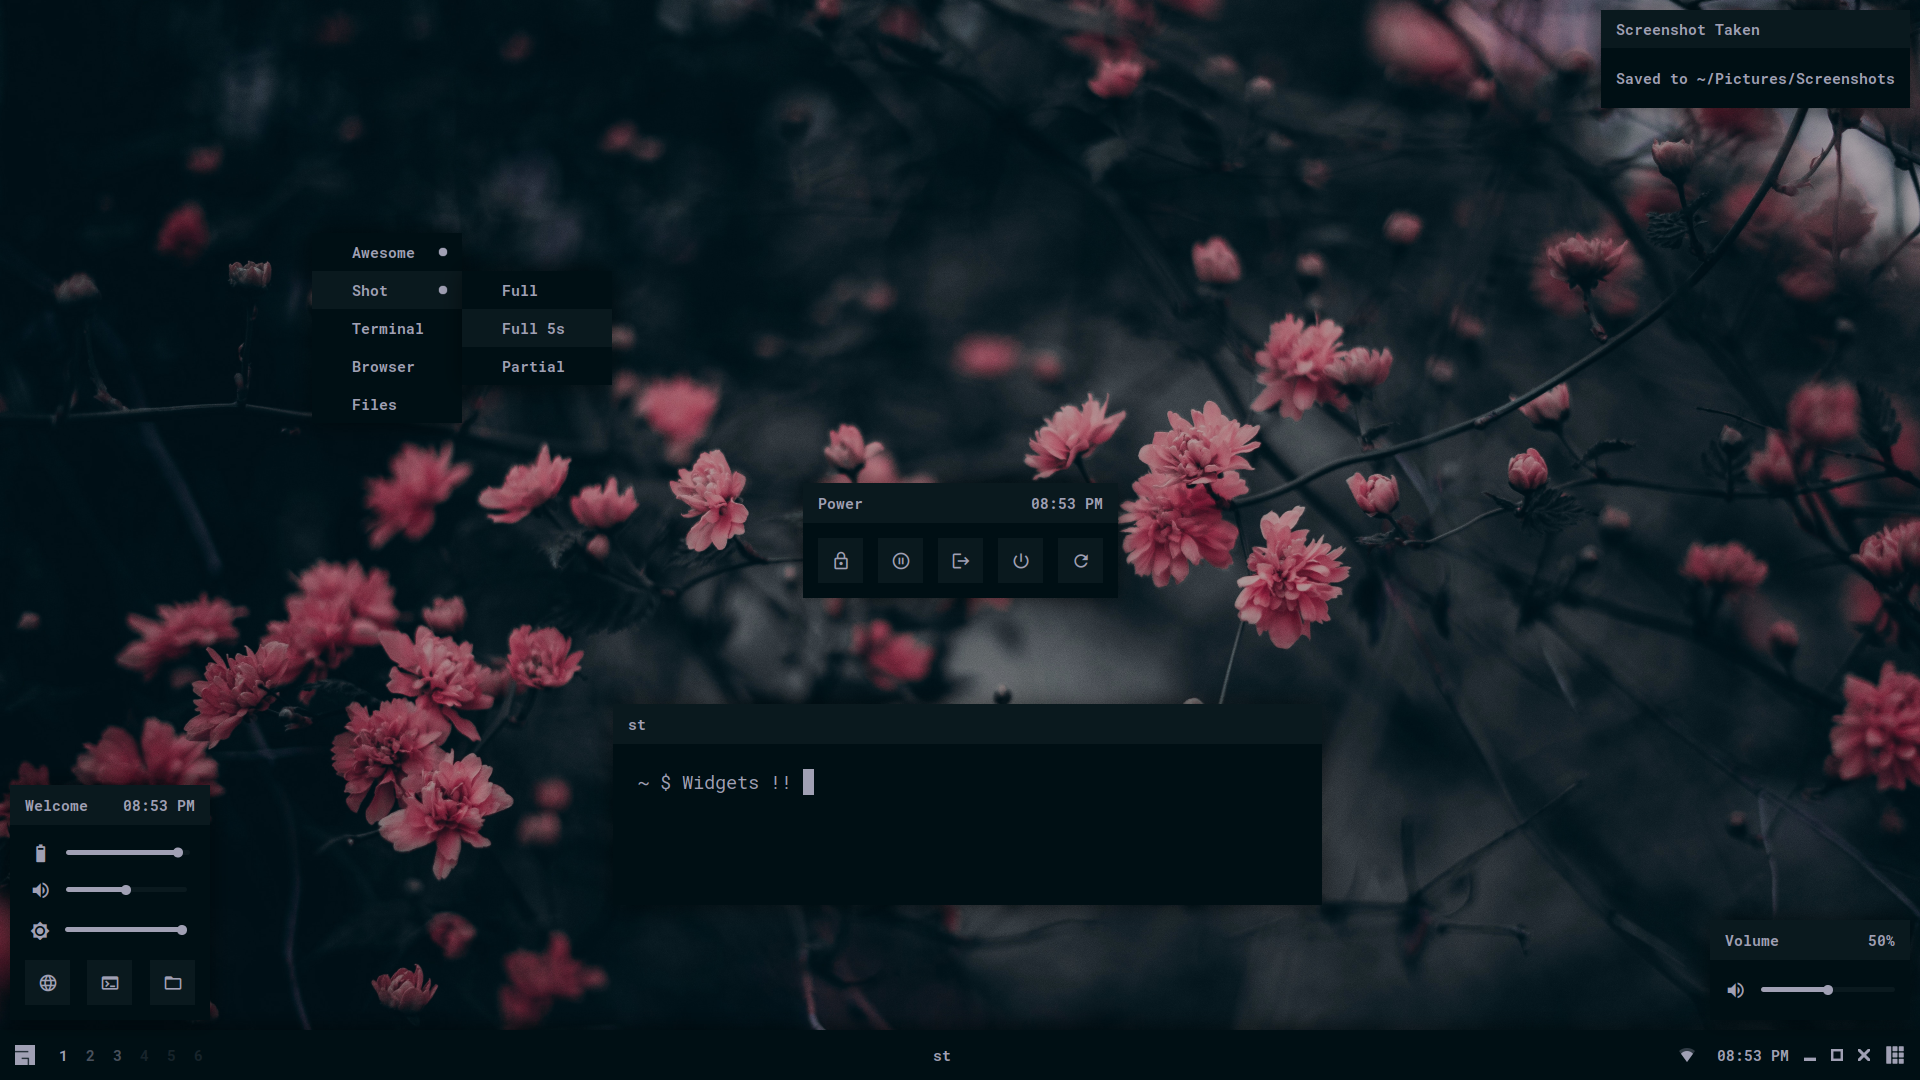 Screenshot Taken
Saved to ~/Pictures/Screenshots
Awesome
Shot
Terminal
Browser
Files
Full
Full 5s
Partial
Power 08:53 PM
st
~ $ Widgets !!
Welcome 08:53 PM
Volume 50%
1 2 3 4 5 6
st
08:53 PM